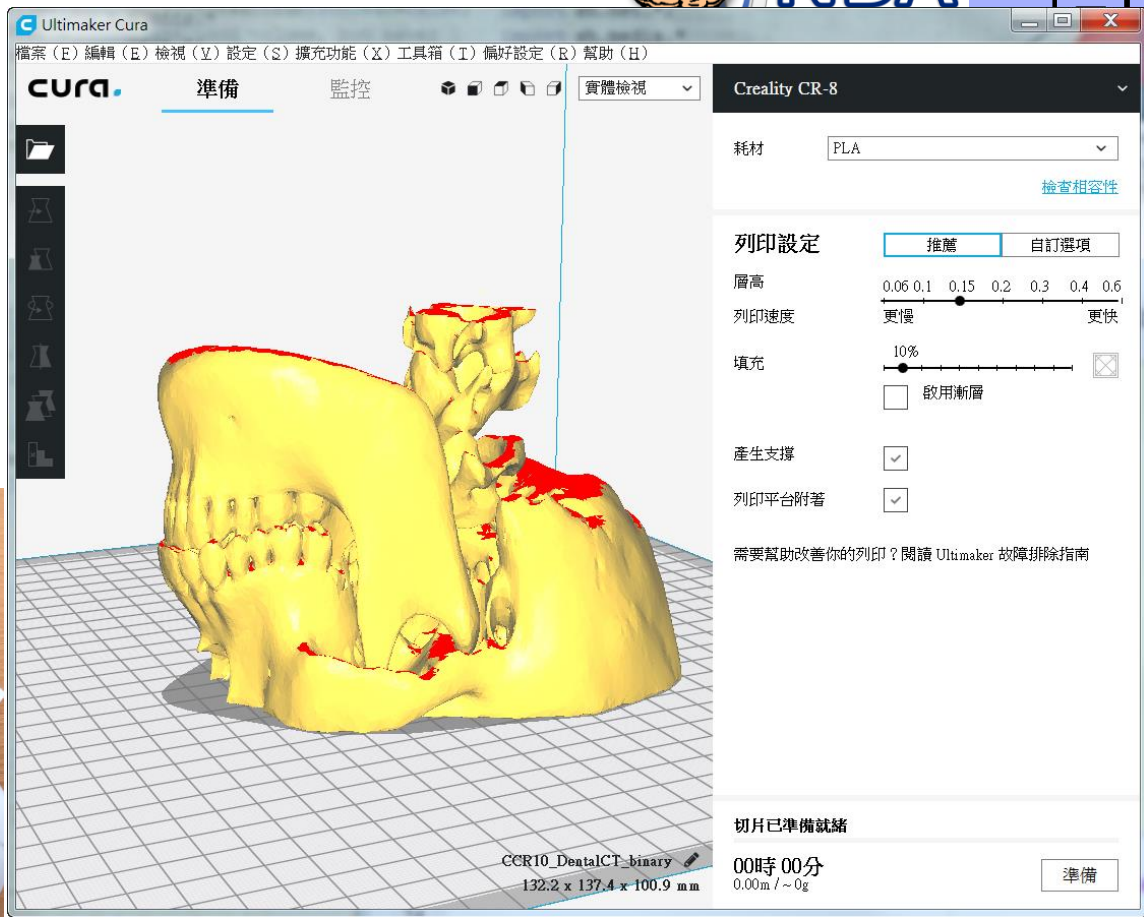 Ultimaker Cura
檔案 (F) 編輯 (E) 檢視 (V) 設定 (S) 擴充功能 (X) 工具箱 (T) 偏好設定 (R) 幫助 (H)
cura.
準備
監控
實體檢視
Creality CR-8
耗材
PLA
檢查相容性
列印設定
推薦
自訂選項
層高
0.06 0.1 0.15 0.2 0.3 0.4 0.6
列印速度
更慢
更快
填充
10%
啟用漸層
產生支撐
列印平台附著
需要幫助改善你的列印？閱讀 Ultimaker 故障排除指南
CCR10_DentalCT_binary
132.2 x 137.4 x 100.9 mm
切片已準備就緒
00時 00分
0.00m / ~ 0g
準備